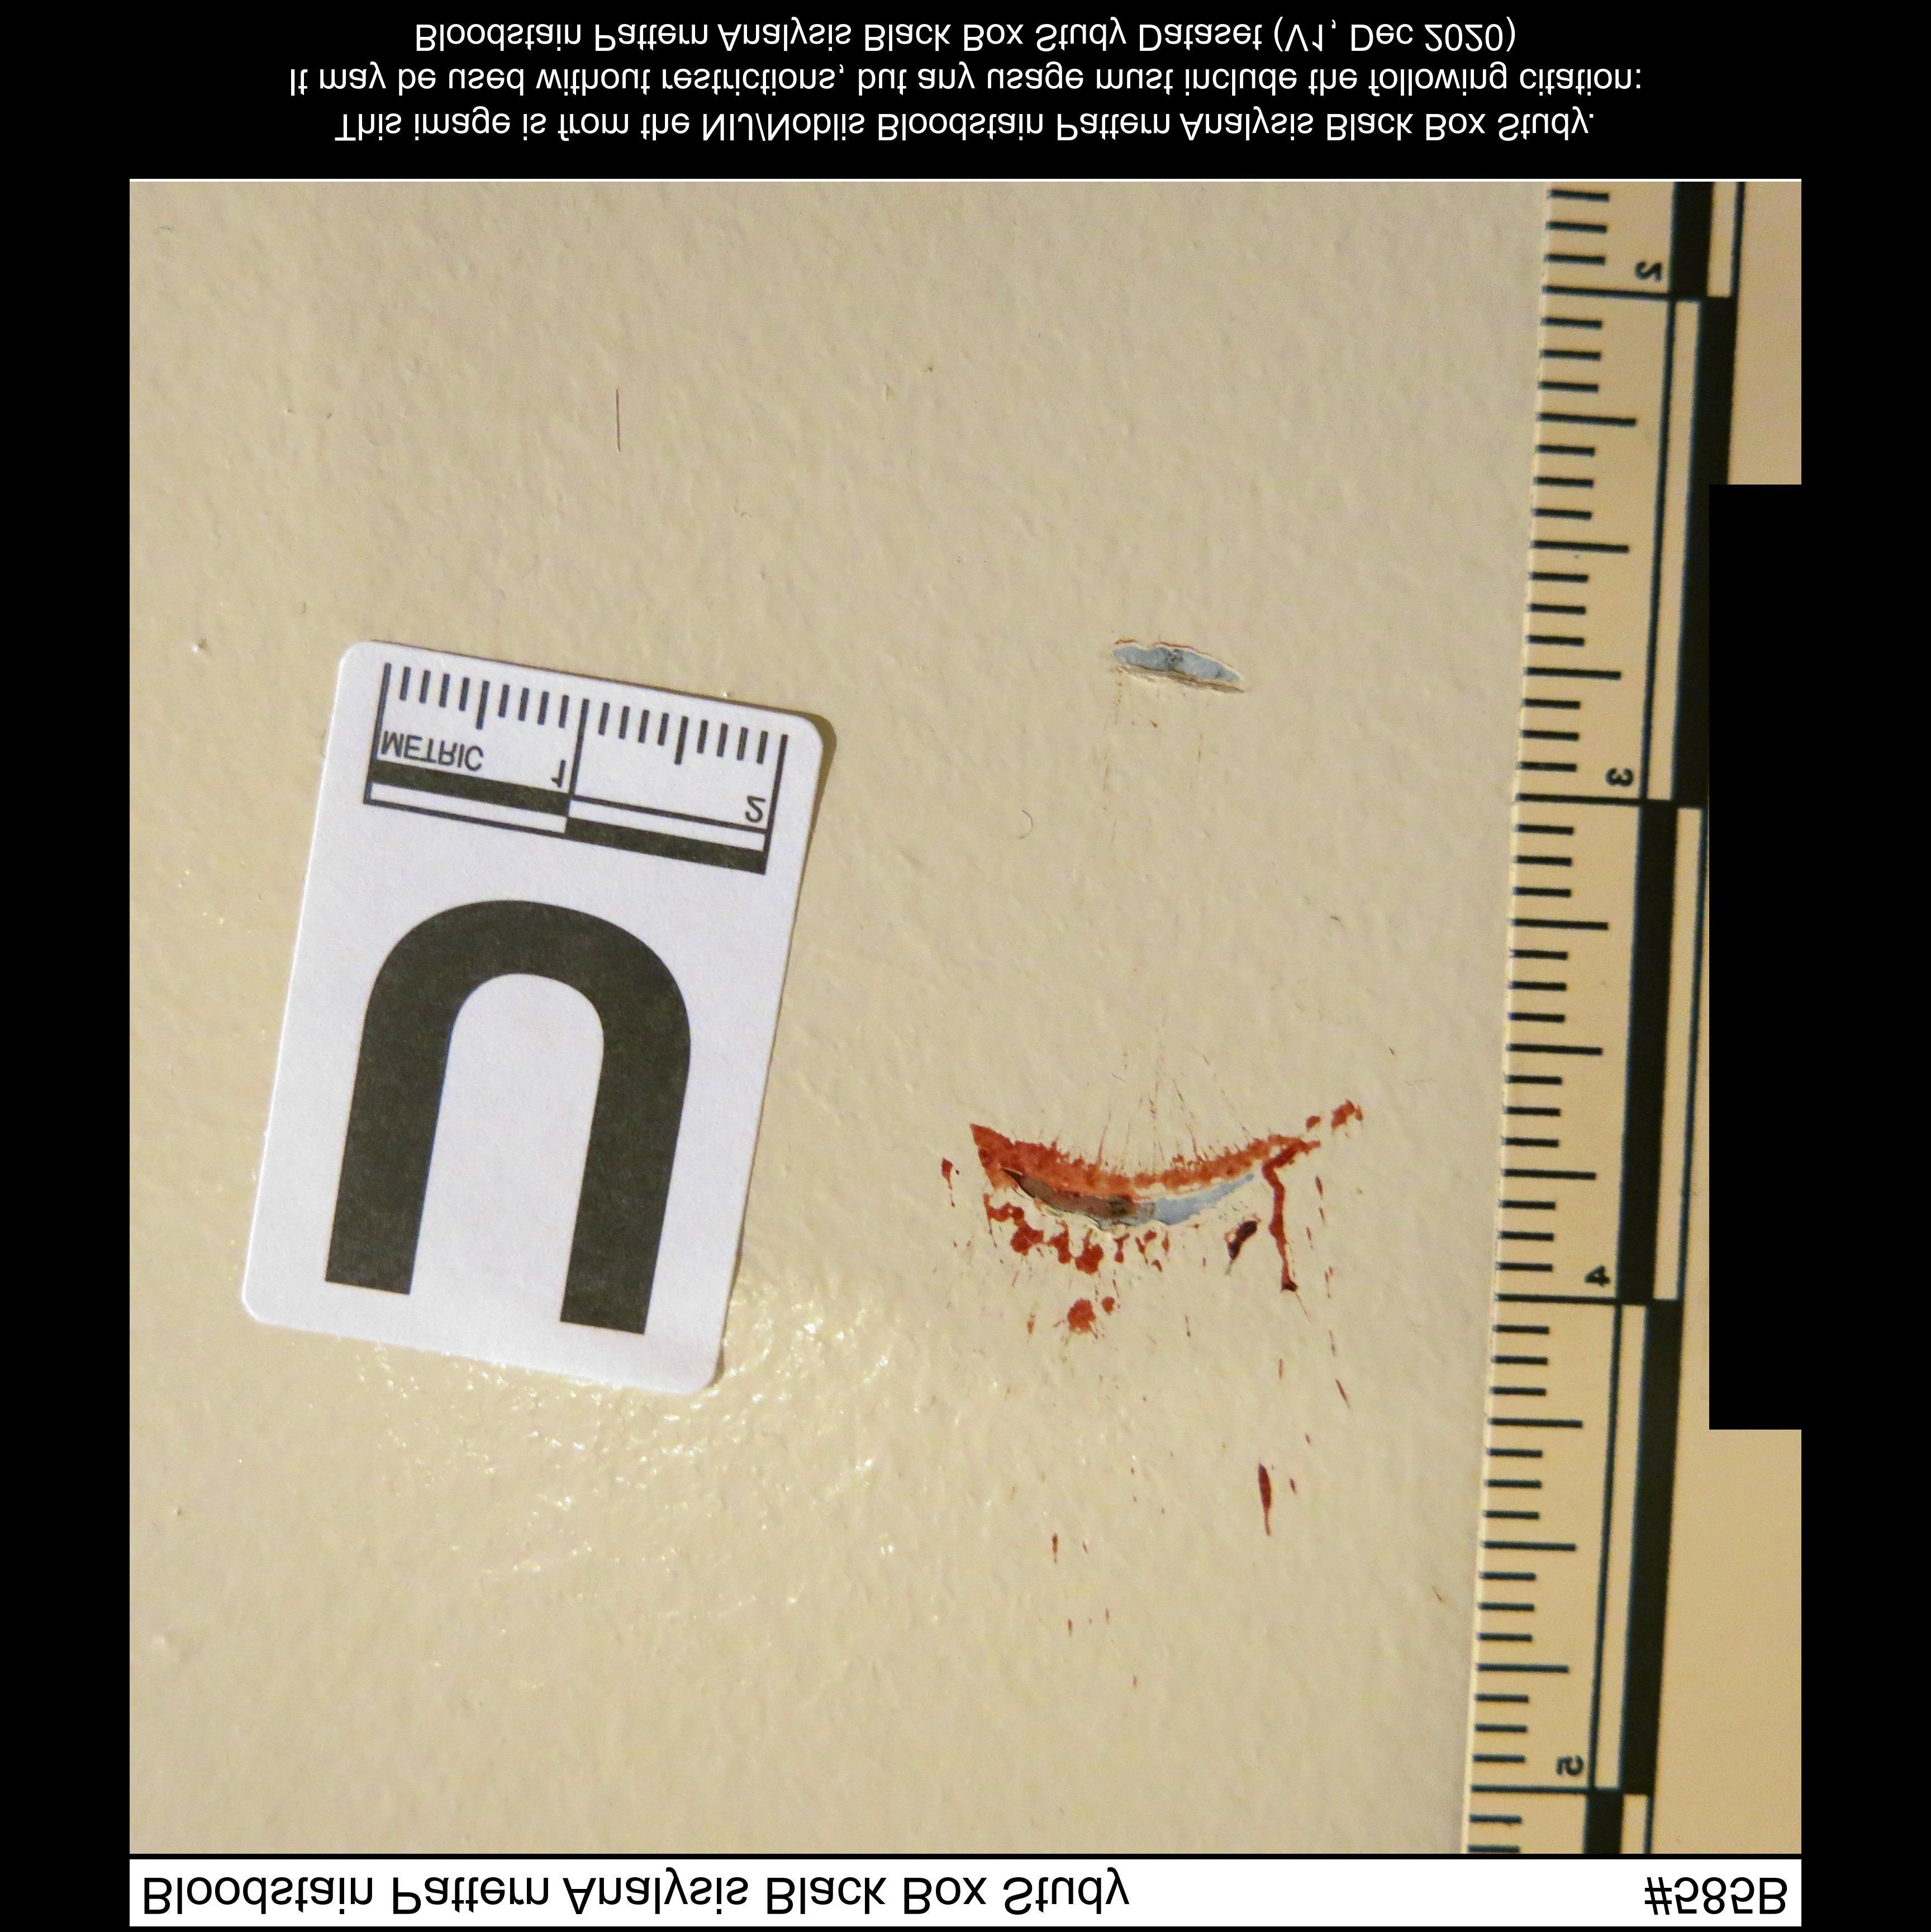 Bloodstain Pattern Analysis Black Box Study #585B
5
4
3
2
U
1 2
METRIC
This image is from the NIJ/Noblis Bloodstain Pattern Analysis Black Box Study.
It may be used without restrictions, but any usage must include the following citation:
Bloodstain Pattern Analysis Black Box Study Dataset (V1, Dec 2020)